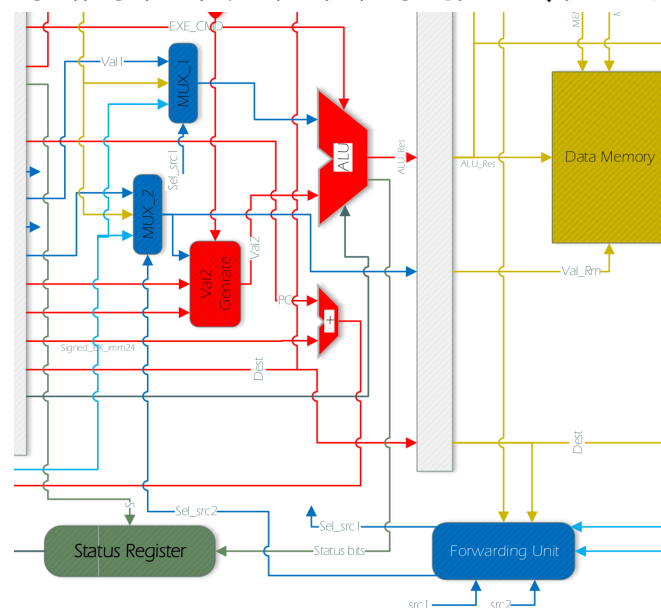 EXE_CMD
Val1
MUX_1
Sel_src1
MUX_2
Val2
Genrate
Val2
ALU
ALU_Res
ALU_Res
Data Memory
Val_Rm
PC
+
Signed_EX_imm24
Dest
Dest
S
Sel_src2
Sel_src1
Status Register
Status bits
Forwarding Unit
src1
src2